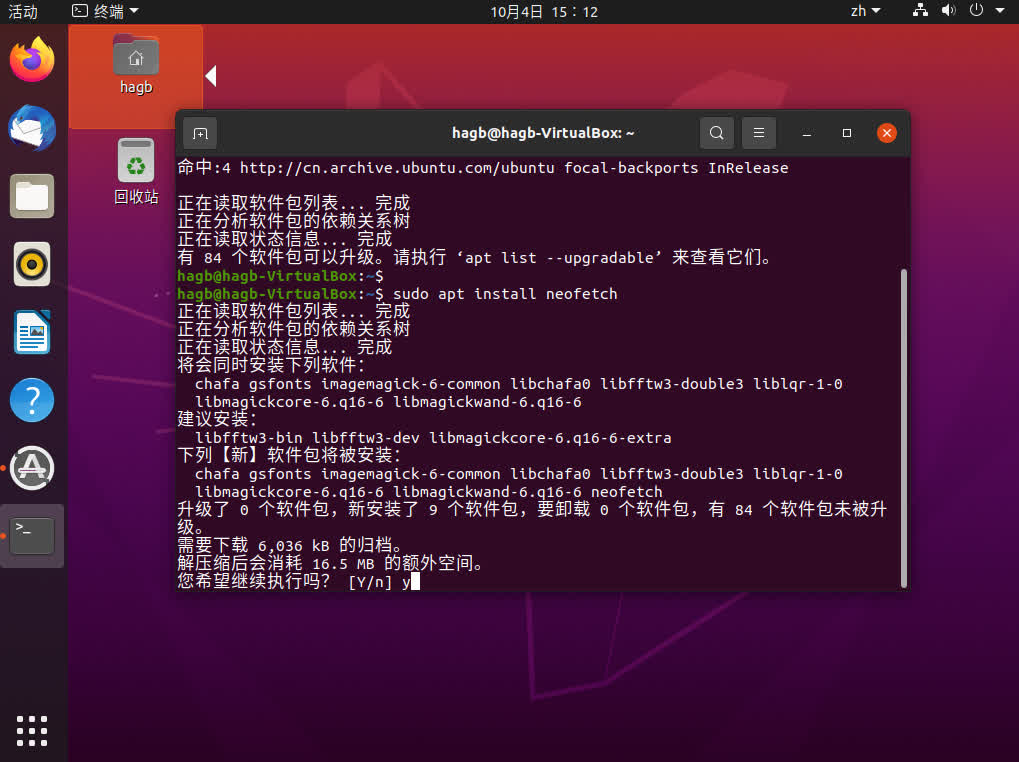 活动
终端
10月4日 15：12
zh
hagb
回收站
hagb@hagb-VirtualBox: ~
命中:4 http://cn.archive.ubuntu.com/ubuntu focal-backports InRelease
正在读取软件包列表... 完成
正在分析软件包的依赖关系树
正在读取状态信息... 完成
有 84 个软件包可以升级。请执行 ‘apt list --upgradable’ 来查看它们。
hagb@hagb-VirtualBox:~$
hagb@hagb-VirtualBox:~$ sudo apt install neofetch
正在读取软件包列表... 完成
正在分析软件包的依赖关系树
正在读取状态信息... 完成
将会同时安装下列软件：
chafa gsfonts imagemagick-6-common libchafa0 libfftw3-double3 liblqr-1-0
libmagickcore-6.q16-6 libmagickwand-6.q16-6
建议安装：
libfftw3-bin libfftw3-dev libmagickcore-6.q16-6-extra
下列【新】软件包将被安装：
chafa gsfonts imagemagick-6-common libchafa0 libfftw3-double3 liblqr-1-0
libmagickcore-6.q16-6 libmagickwand-6.q16-6 neofetch
升级了 0 个软件包，新安装了 9 个软件包，要卸载 0 个软件包，有 84 个软件包未被升
级。
需要下载 6,036 kB 的归档。
解压缩后会消耗 16.5 MB 的额外空间。
您希望继续执行吗？ [Y/n] y